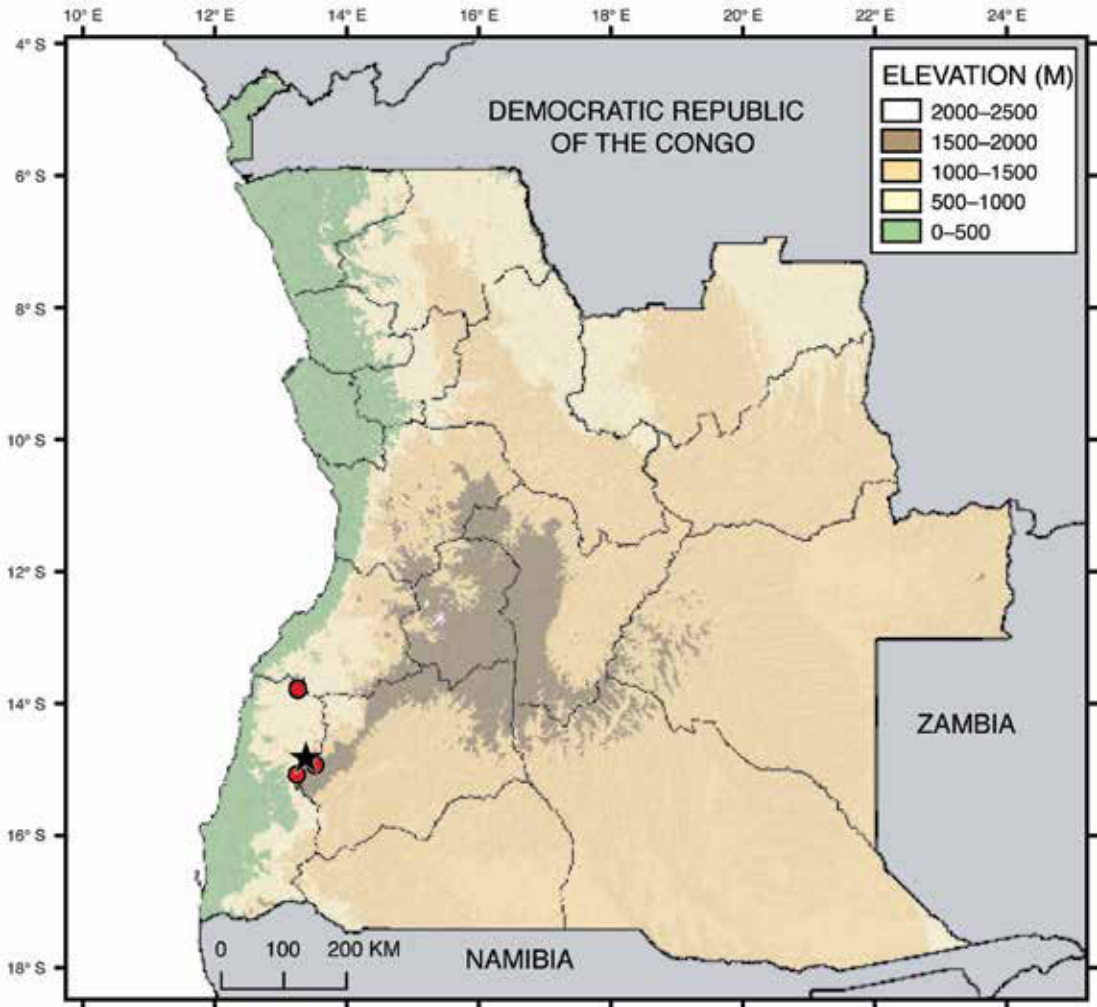 10° E 12° E 14° E 16° E 18° E 20° E 22° E 24° E
4° S
ELEVATION (M)
2000–2500
1500–2000
1000–1500
500–1000
0–500
DEMOCRATIC REPUBLIC
OF THE CONGO
6° S
8° S
10° S
12° S
14° S
ZAMBIA
16° S
0 100 200 KM
NAMIBIA
18° S